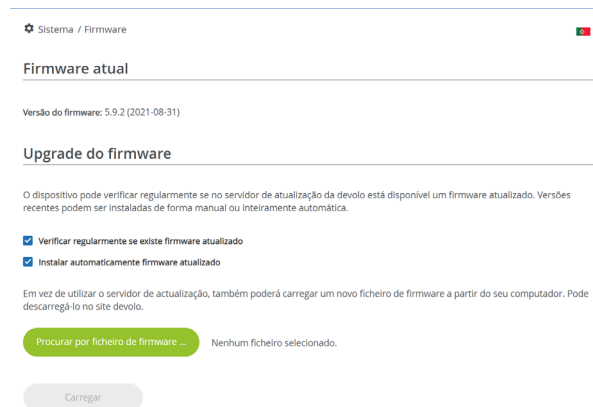 Sistema / Firmware
Firmware atual
Versão do firmware: 5.9.2 (2021-08-31)
Upgrade do firmware
O dispositivo pode verificar regularmente se no servidor de atualização da devolo está disponível um firmware atualizado. Versões
recentes podem ser instaladas de forma manual ou inteiramente automática.
Verificar regularmente se existe firmware atualizado
Instalar automaticamente firmware atualizado
Em vez de utilizar o servidor de actualização, também poderá carregar um novo ficheiro de firmware a partir do seu computador. Pode
descarregá-lo no site devolo.
Procurar por ficheiro de firmware ... Nenhum ficheiro selecionado.
Carregar